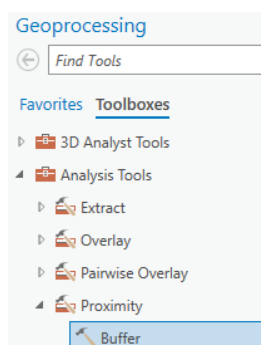 Geoprocessing
Find Tools
Favorites Toolboxes
3D Analyst Tools
Analysis Tools
Extract
Overlay
Pairwise Overlay
Proximity
Buffer